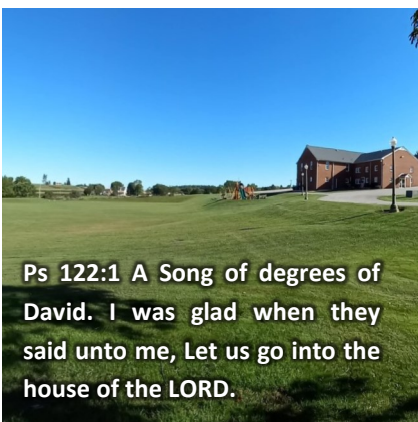 Ps 122:1 A Song of degrees of
David. I was glad when they
said unto me, Let us go into the
house of the LORD.